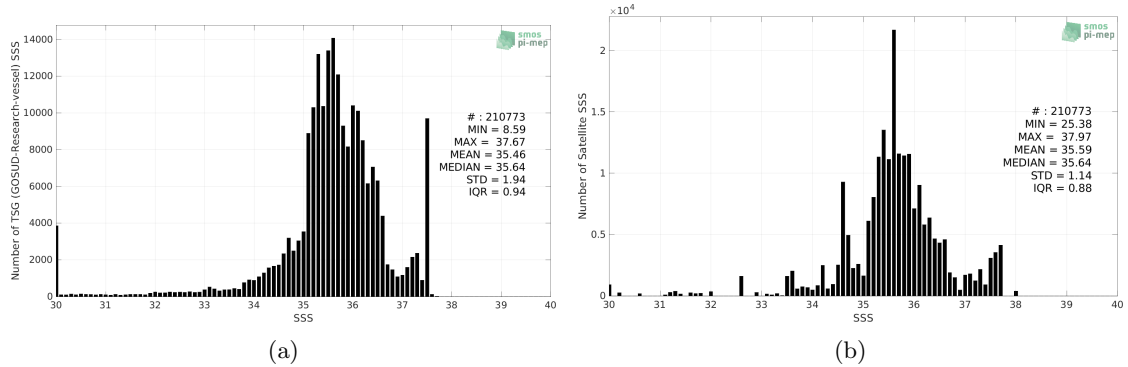 smos
pi-mep
Number of TSG (GOSUD-Research-vessel) SSS
14000
12000
10000
8000
6000
4000
2000
0
# : 210773
MIN = 8.59
MAX = 37.67
MEAN = 35.46
MEDIAN = 35.64
STD = 1.94
IQR = 0.94
30 31 32 33 34 35 36 37 38 39 40
SSS
(a)
×10⁴
smos
pi-mep
Number of Satellite SSS
2
1.5
1
0.5
0
# : 210773
MIN = 25.38
MAX = 37.97
MEAN = 35.59
MEDIAN = 35.64
STD = 1.14
IQR = 0.88
30 31 32 33 34 35 36 37 38 39 40
SSS
(b)